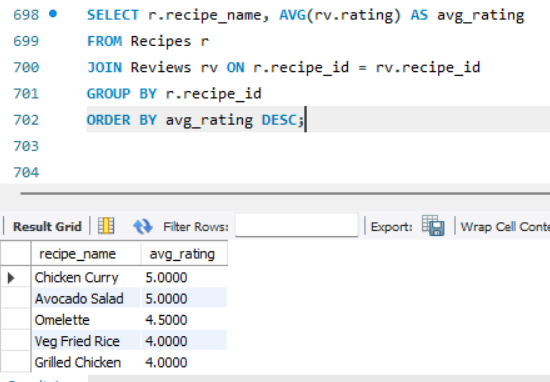 698 SELECT r.recipe_name, AVG(rv.rating) AS avg_rating
699 FROM Recipes r
700 JOIN Reviews rv ON r.recipe_id = rv.recipe_id
701 GROUP BY r.recipe_id
702 ORDER BY avg_rating DESC;
703
704
Result Grid Filter Rows: Export: Wrap Cell Conte
recipe_name avg_rating
Chicken Curry 5.0000
Avocado Salad 5.0000
Omelette 4.5000
Veg Fried Rice 4.0000
Grilled Chicken 4.0000